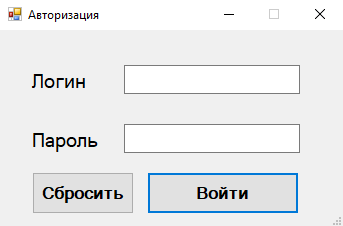 Авторизация
Логин
Пароль
Сбросить Войти